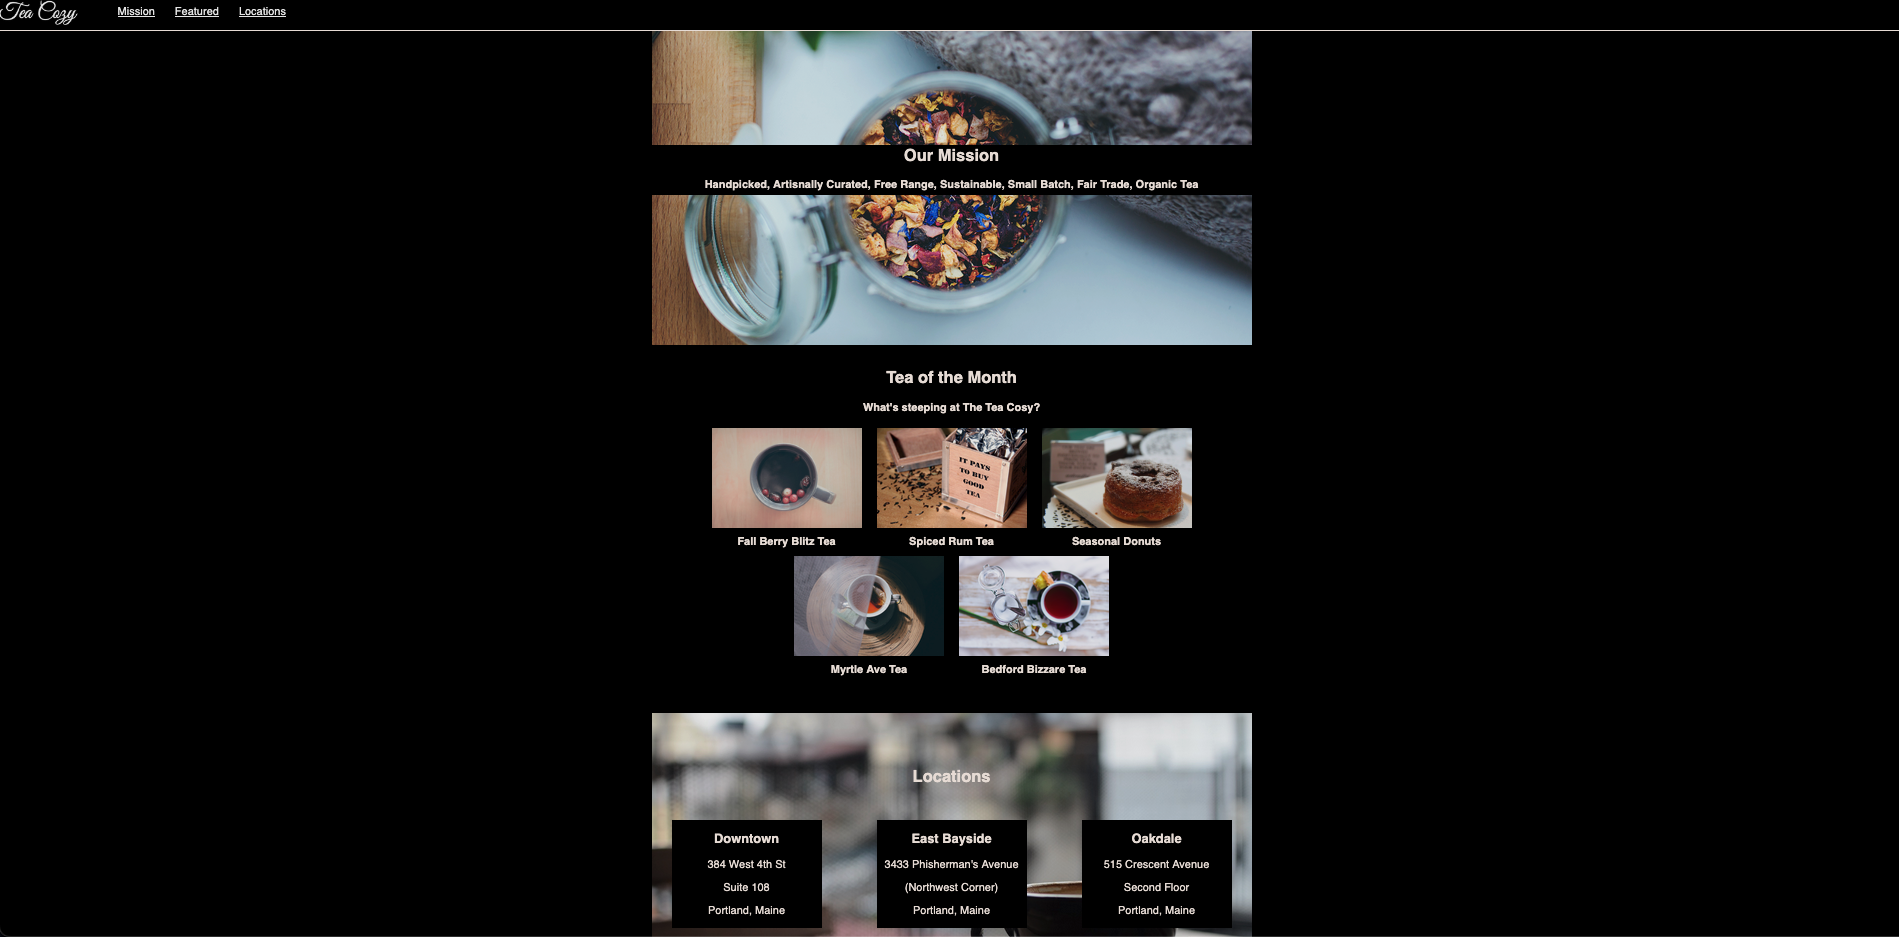 Tea Cozy
Mission Featured Locations
Our Mission
Handpicked, Artisnally Curated, Free Range, Sustainable, Small Batch, Fair Trade, Organic Tea
Tea of the Month
What's steeping at The Tea Cosy?
IT PAYS
TO BUY
GOOD
TEA
Fall Berry Blitz Tea
Spiced Rum Tea
Seasonal Donuts
Myrtle Ave Tea
Bedford Bizzare Tea
Locations
Downtown
384 West 4th St
Suite 108
Portland, Maine
East Bayside
3433 Phisherman's Avenue
(Northwest Corner)
Portland, Maine
Oakdale
515 Crescent Avenue
Second Floor
Portland, Maine